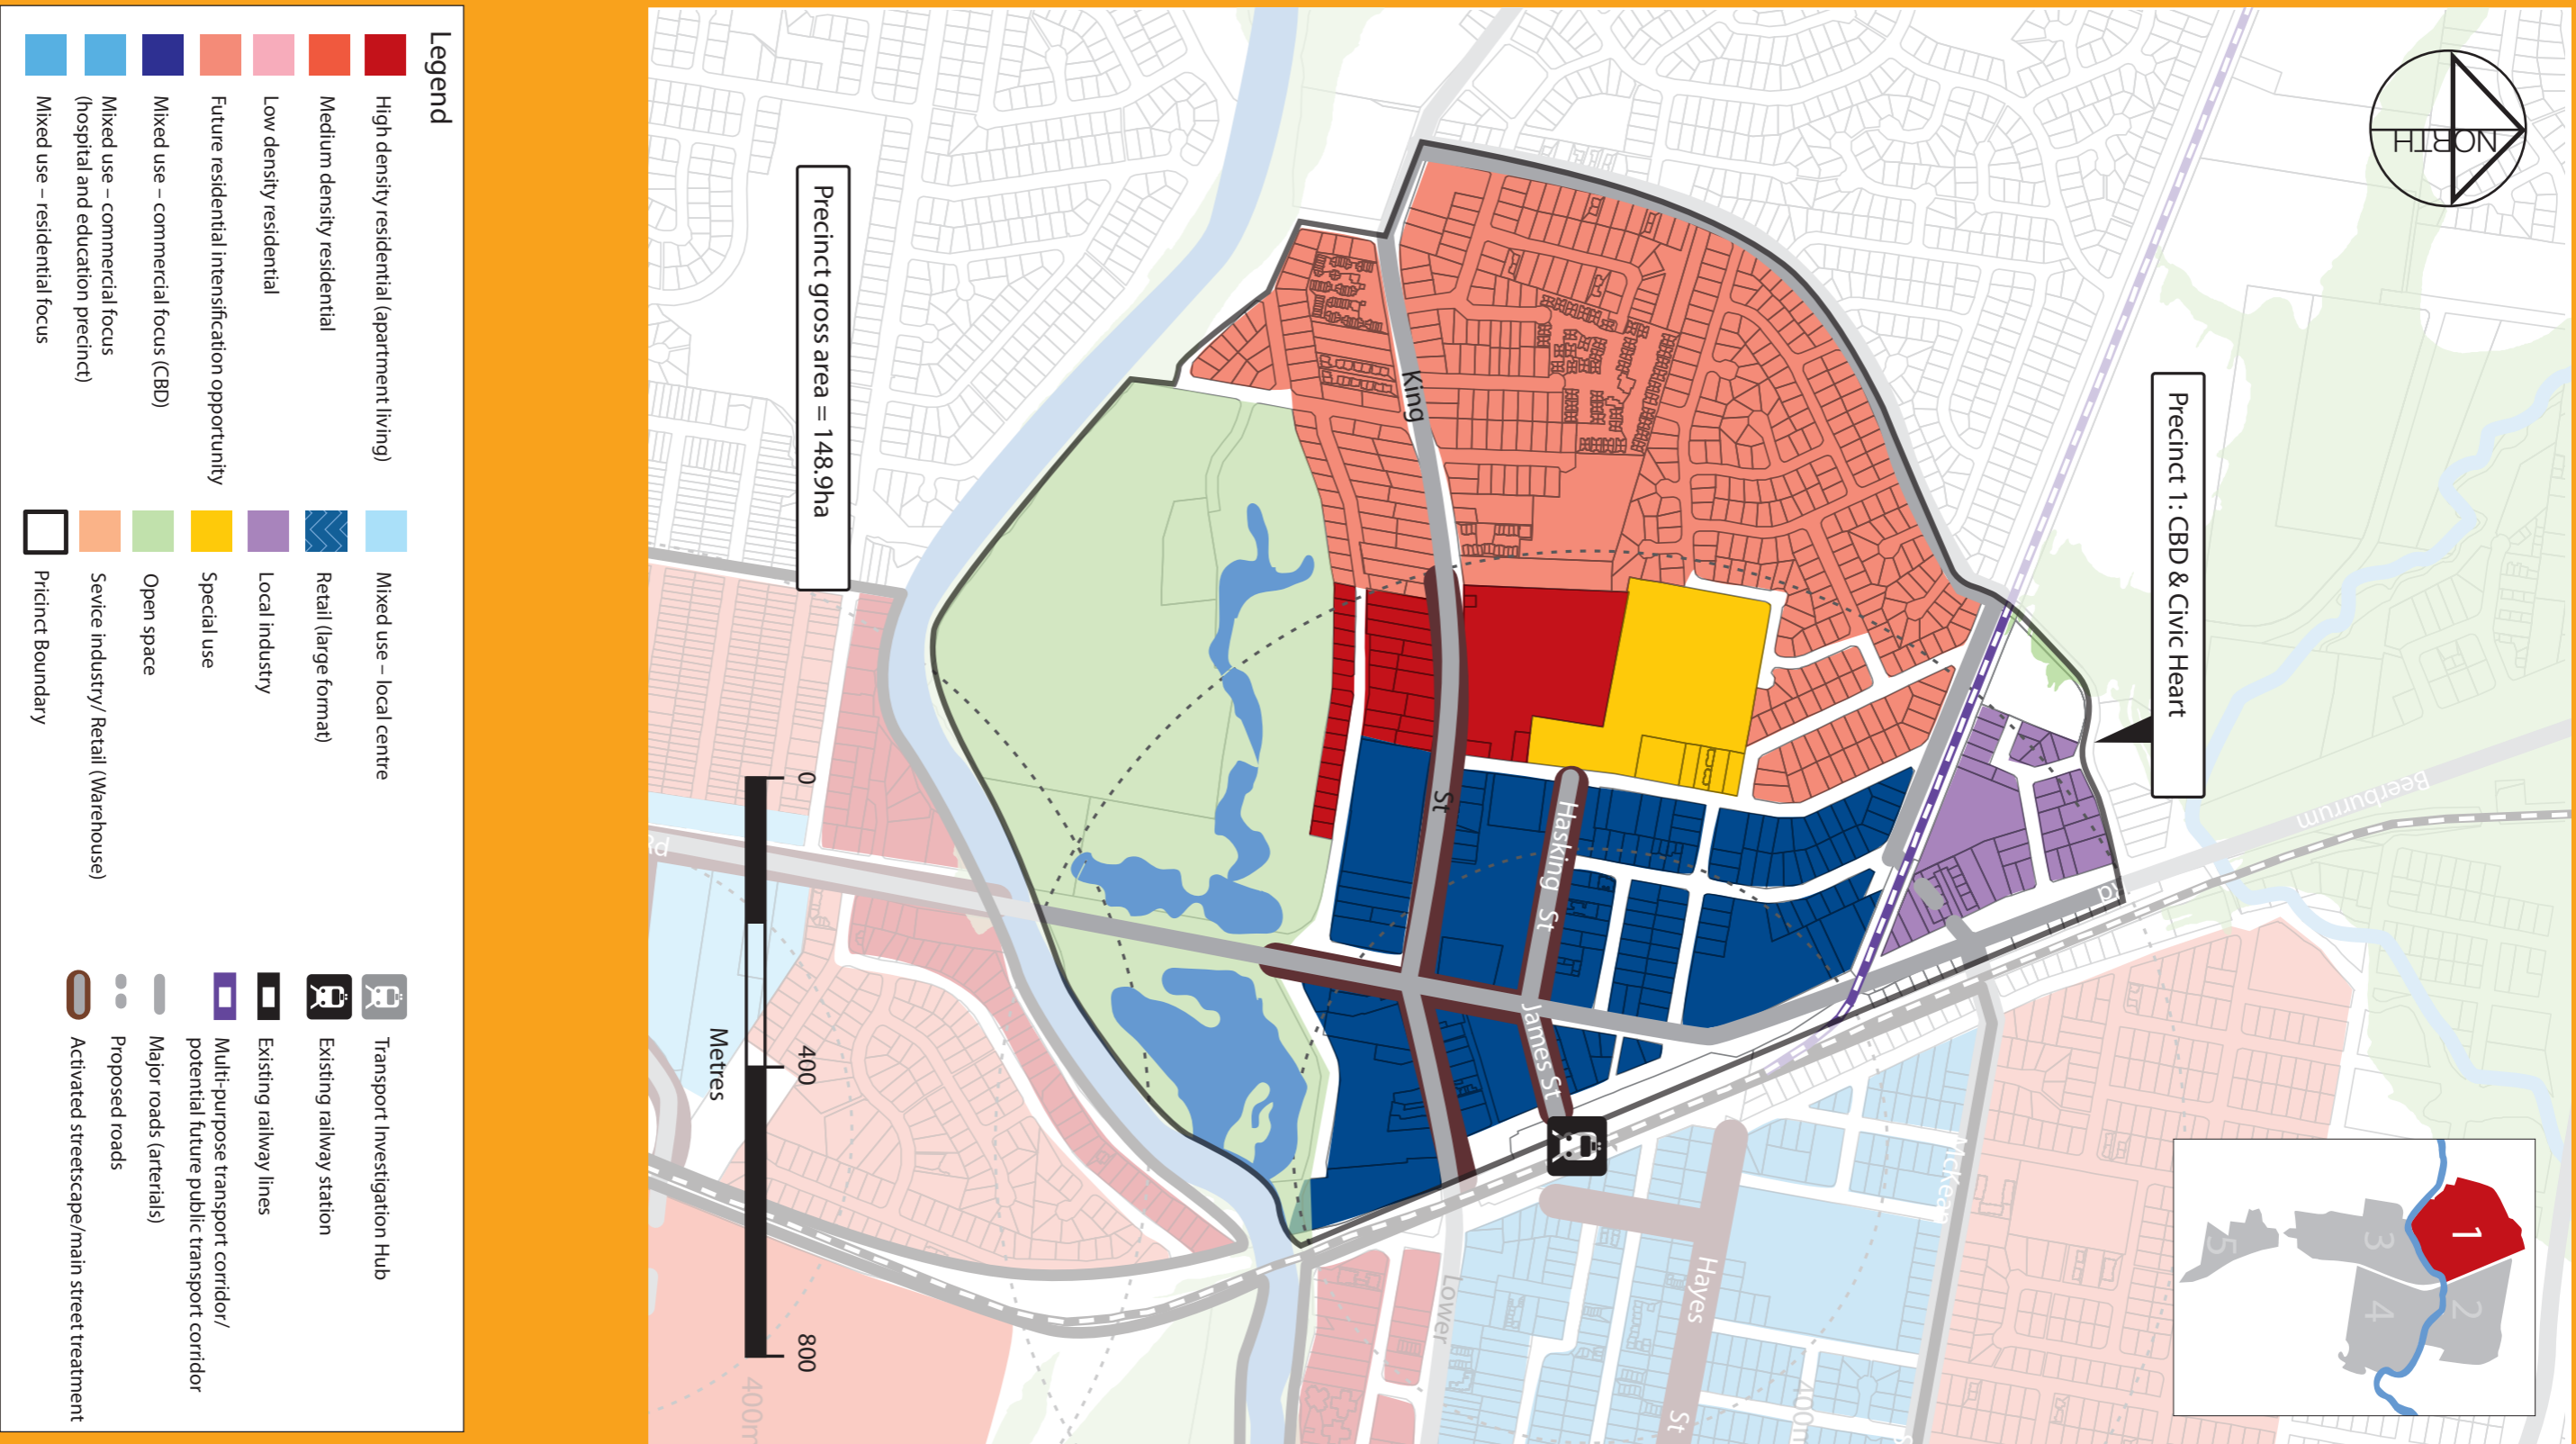 Precinct 1: CBD & Civic Heart
NORTH
Beerburrum
Rd
King
St
Hasking St
James St
McKean
Hayes
St
Lower
Rd
400m
400m
1
2
3
4
5
Precinct gross area = 148.9ha
0
400
800
Metres
Legend
High density residential (apartment living)
Medium density residential
Low density residential
Future residential intensification opportunity
Mixed use – commercial focus (CBD)
Mixed use – commercial focus
(hospital and education precinct)
Mixed use – residential focus
Mixed use – local centre
Retail (large format)
Local industry
Special use
Open space
Sevice industry/ Retail (Warehouse)
Pricinct Boundary
Transport Investigation Hub
Existing railway station
Existing railway lines
Multi-purpose transport corridor/
potential future public transport corridor
Major roads (arterials)
Proposed roads
Activated streetscape/main street treatment